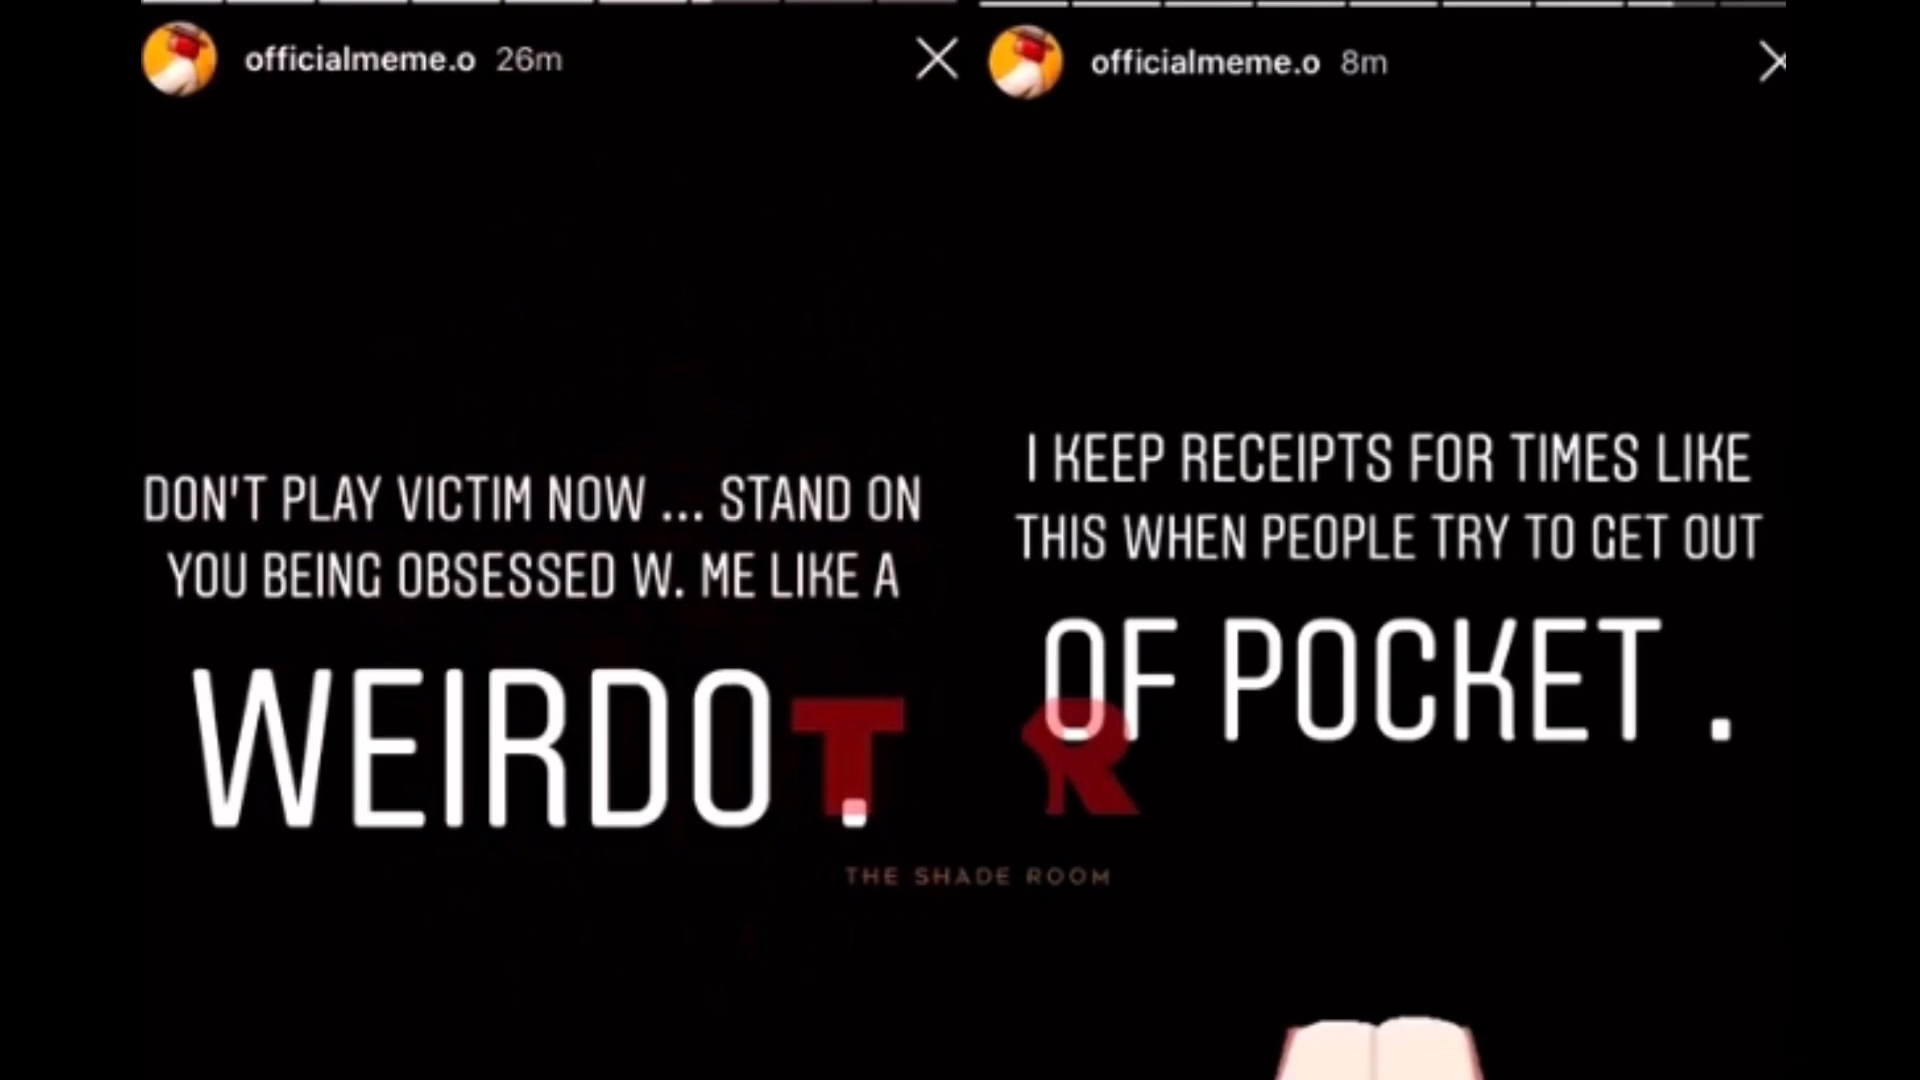 officialmeme.o 26m
DON'T PLAY VICTIM NOW ... STAND ON
YOU BEING OBSESSED W. ME LIKE A
WEIRDO .
officialmeme.o 8m
I KEEP RECEIPTS FOR TIMES LIKE
THIS WHEN PEOPLE TRY TO GET OUT
OF POCKET .
T R
THE SHADE ROOM